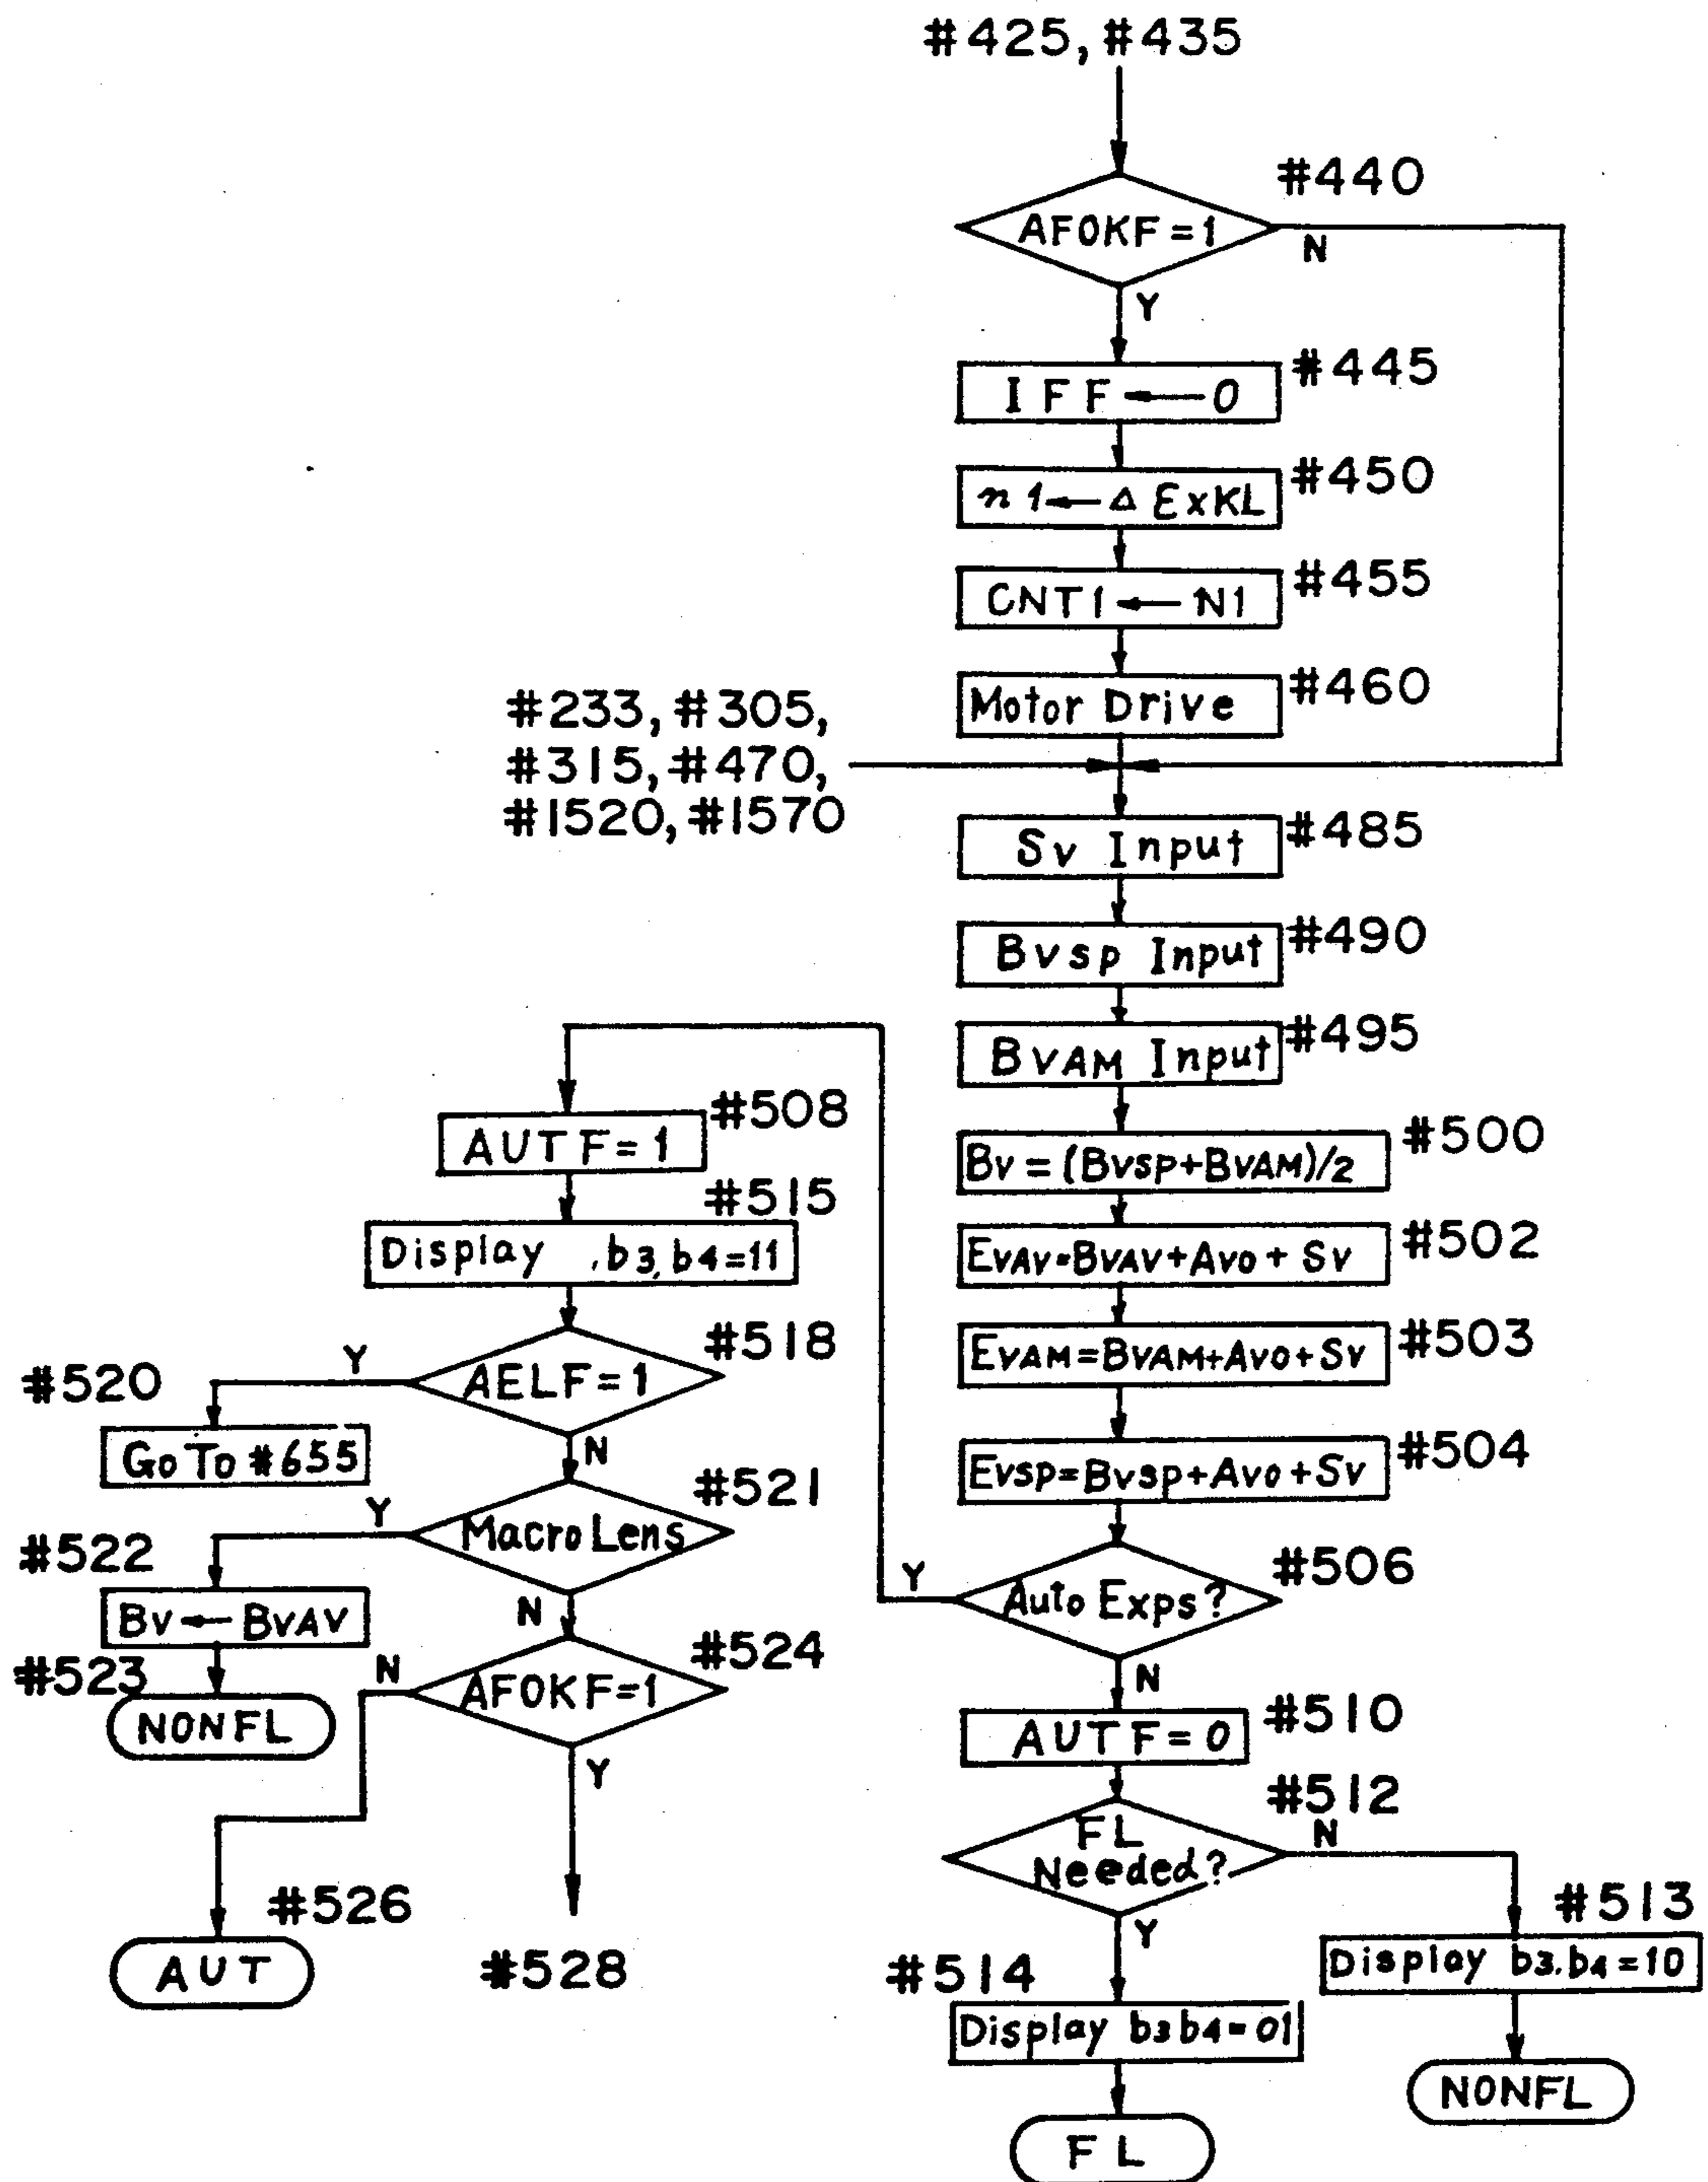 #425, #435
#440
AFOKF=1
N
Y
#445
IFF←0
#450
n1←△ExKL
#455
CNT1←N1
#460
Motor Drive
#233, #305,
#315, #470,
#1520, #1570
#485
Sv Input
#490
Bvsp Input
#495
BvAM Input
#500
Bv=(Bvsp+BvAM)/2
#502
EvAV=BvAV+Avo+Sv
#503
EvAM=BvAM+Avo+Sv
#504
Evsp=Bvsp+Avo+Sv
#506
Auto Exps?
Y
N
#508
AUTF=1
#515
Display ,b3,b4=11
#518
AELF=1
Y
N
#520
Go To #655
#521
Macro Lens
Y
N
#522
Bv←BvAV
#523
NONFL
#524
AFOKF=1
N
Y
#526
AUT
#528
#510
AUTF=0
#512
FL
Needed?
N
Y
#513
Display b3.b4=10
NONFL
#514
Display b3b4=01
FL